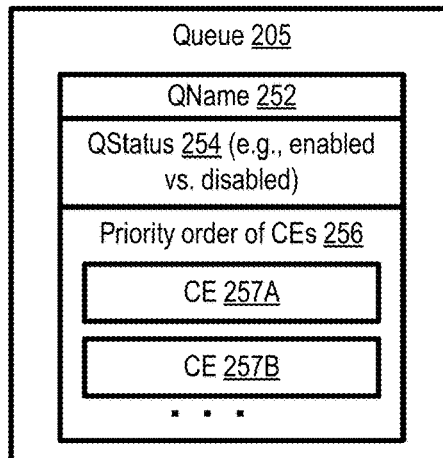 Queue 205
QName 252
QStatus 254 (e.g., enabled
vs. disabled)
Priority order of CEs 256
CE 257A
CE 257B
. . .